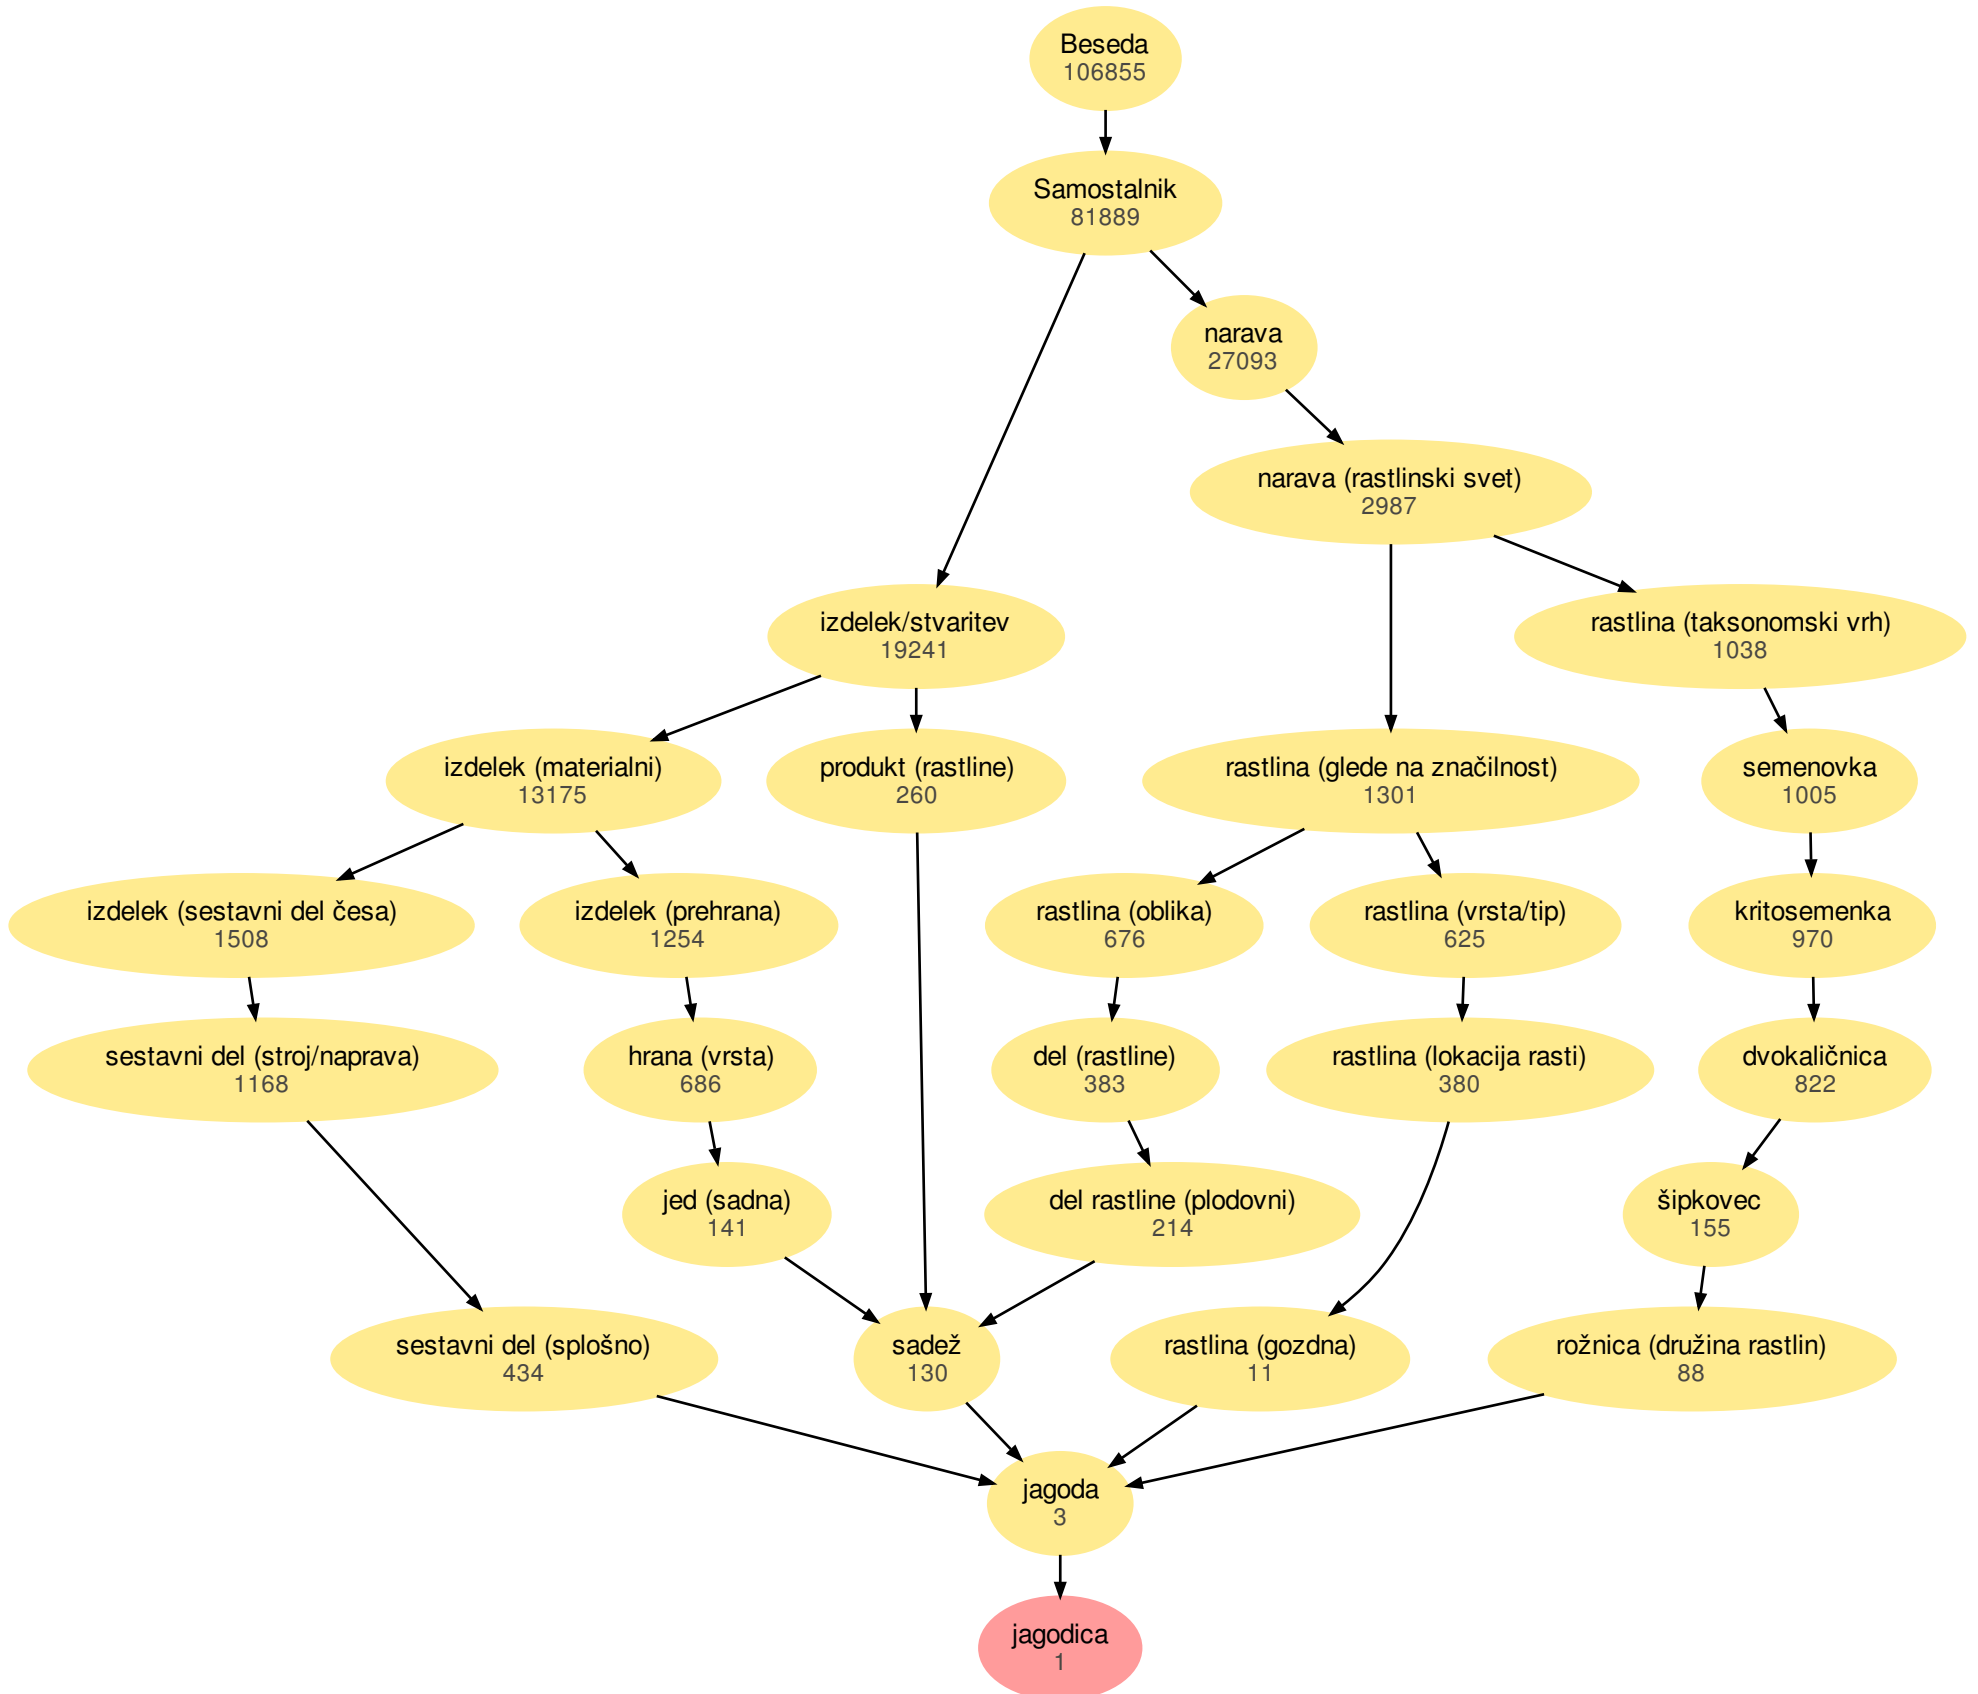 Beseda
106855
Samostalnik
81889
narava
27093
narava (rastlinski svet)
2987
izdelek/stvaritev
19241
rastlina (taksonomski vrh)
1038
izdelek (materialni)
13175
produkt (rastline)
260
rastlina (glede na značilnost)
1301
semenovka
1005
izdelek (sestavni del česa)
1508
izdelek (prehrana)
1254
rastlina (oblika)
676
rastlina (vrsta/tip)
625
kritosemenka
970
sestavni del (stroj/naprava)
1168
hrana (vrsta)
686
del (rastline)
383
rastlina (lokacija rasti)
380
dvokaličnica
822
jed (sadna)
141
del rastline (plodovni)
214
šipkovec
155
sestavni del (splošno)
434
sadež
130
rastlina (gozdna)
11
rožnica (družina rastlin)
88
jagoda
3
jagodica
1